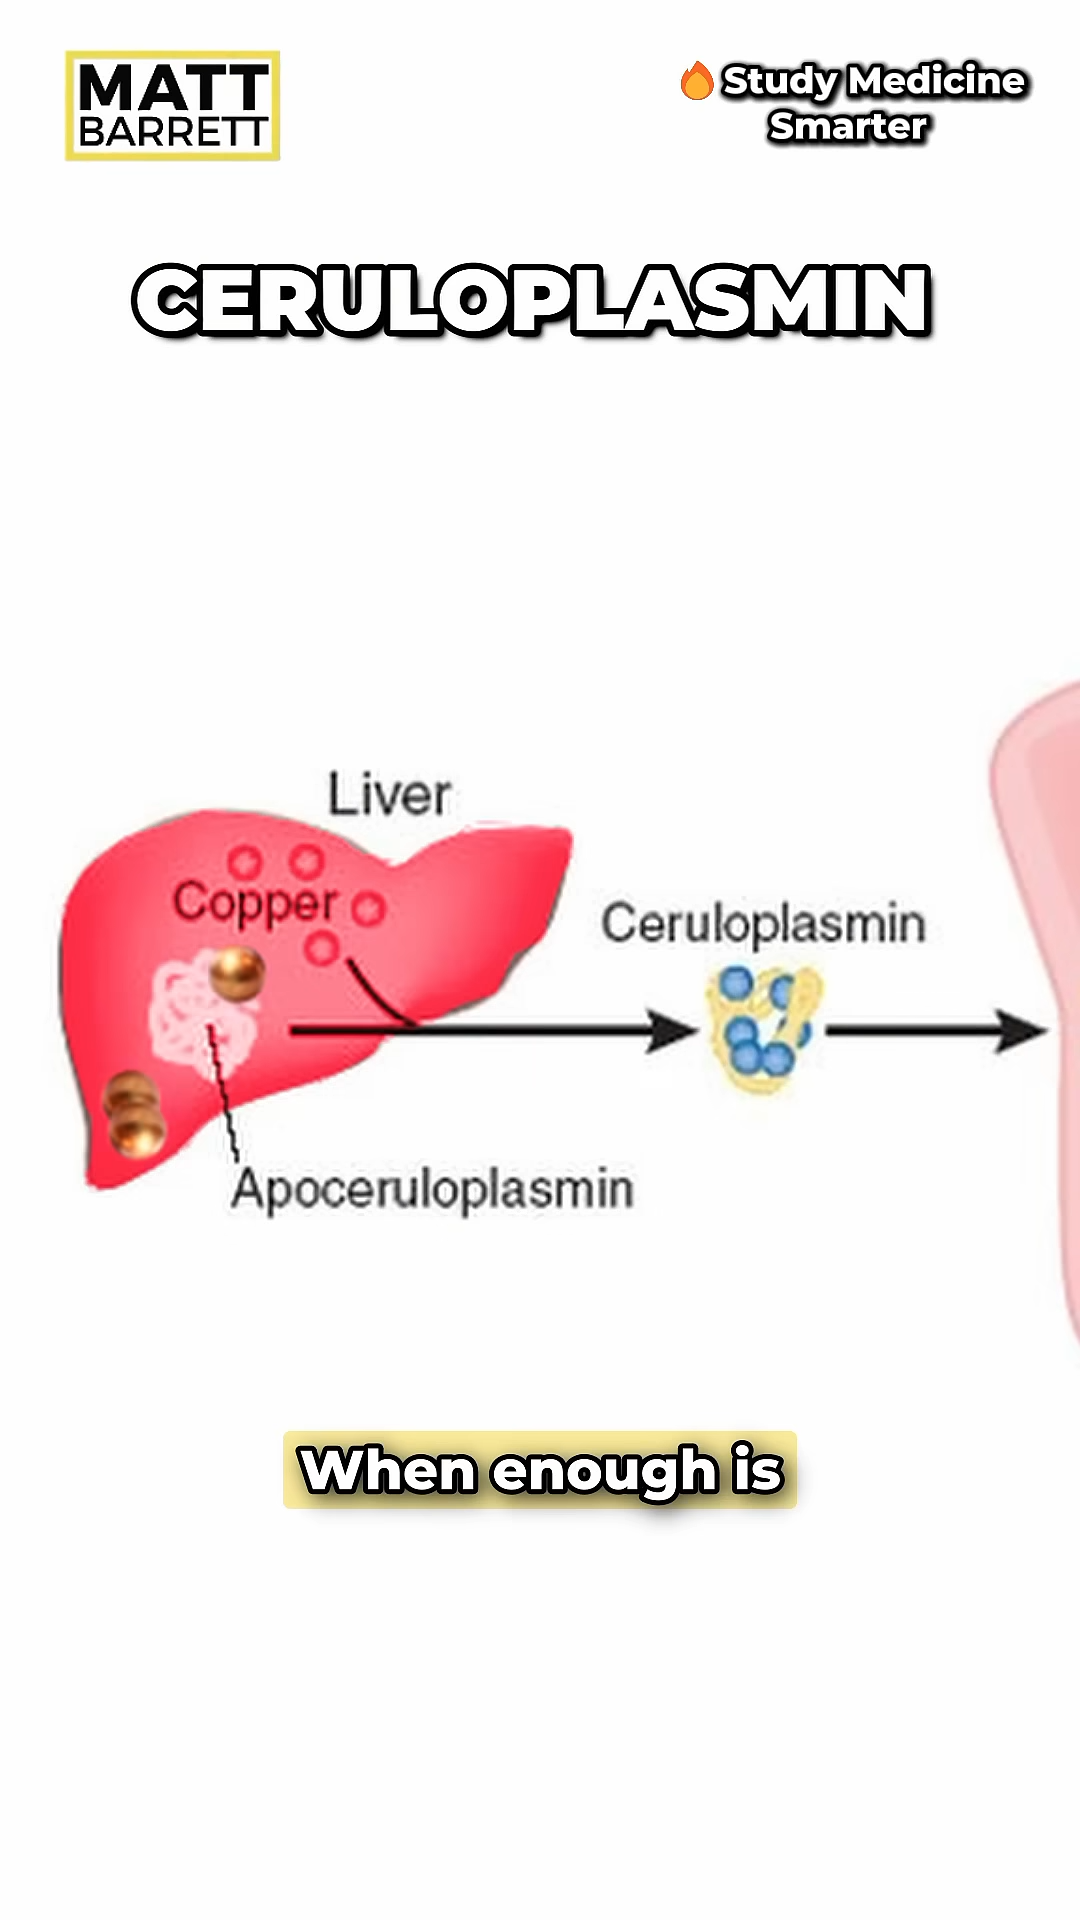 MATT
BARRETT
🔥 Study Medicine
Smarter
CERULOPLASMIN
Liver
Copper
Ceruloplasmin
Apoceruloplasmin
When enough is